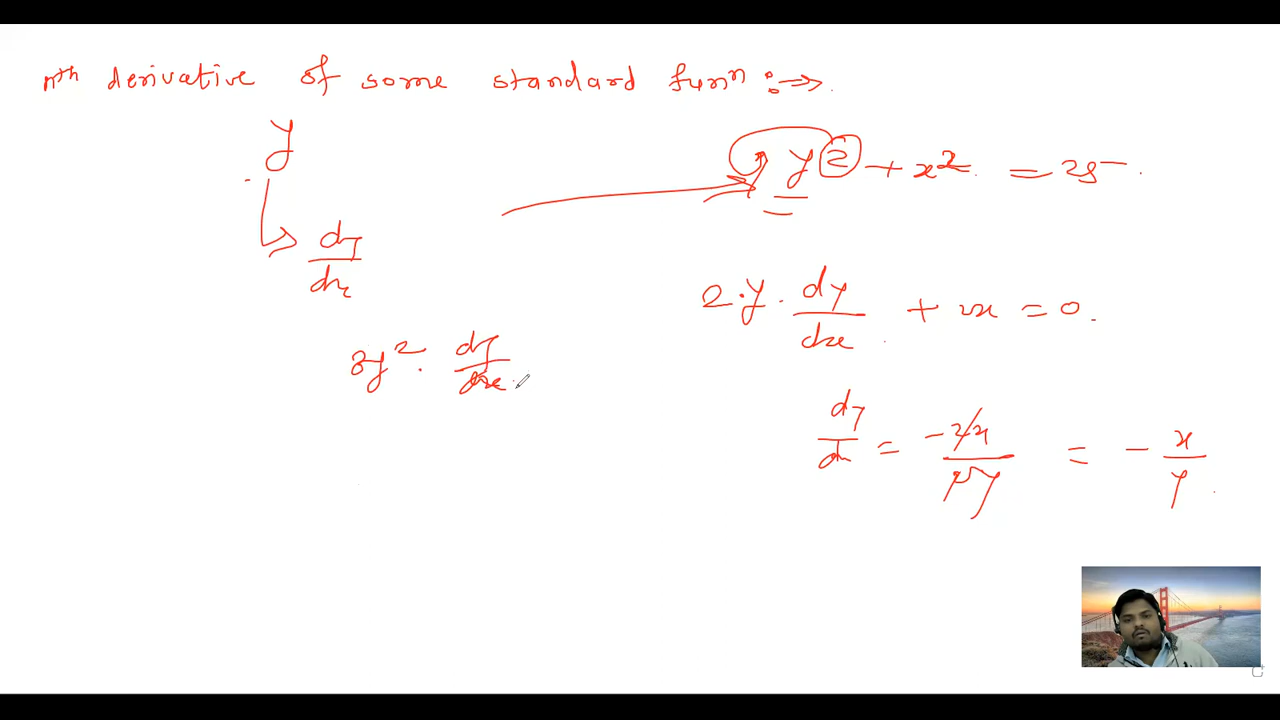 nth derivative of some standard funⁿ :→
y
y² + x² = 25
dy/dx
2·y·dy/dx + 2x = 0
3y²·dy/dx
dy/dx = -2x/2y = -x/y